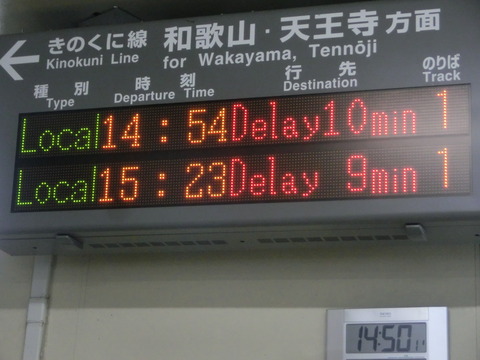 ← きのくに線 和歌山・天王寺方面
Kinokuni Line for Wakayama, Tennōji
種別 時刻 行先 のりば
Type Departure Time Destination Track
Local 14:54 Delay10min 1
Local 15:23 Delay 9min 1
14:50